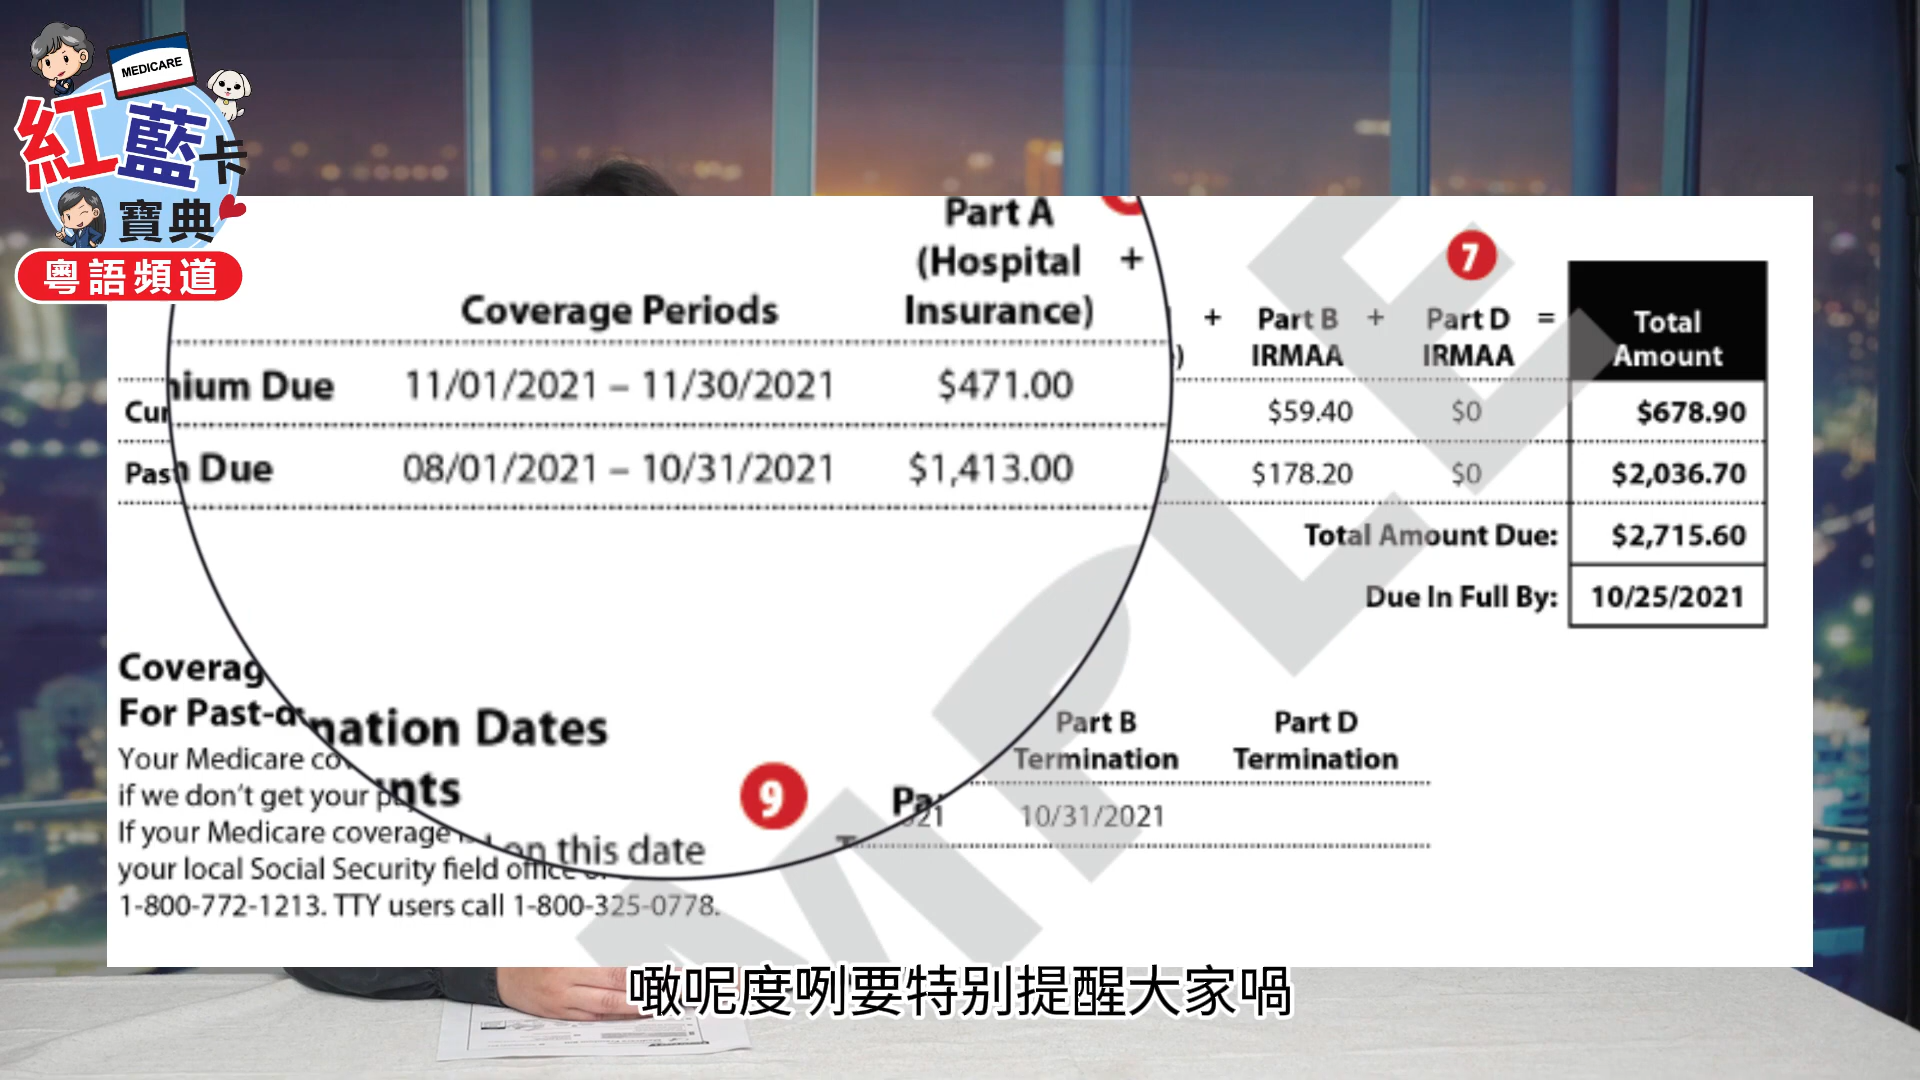 MEDICARE
紅藍卡
寶典
粵語頻道
Part A
(Hospital +
Insurance)
Coverage Periods
7
+ Part B + Part D = Total
IRMAA IRMAA Amount
nium Due 11/01/2021 – 11/30/2021 $471.00
Cur $59.40 $0 $678.90
Due 08/01/2021 – 10/31/2021 $1,413.00
Pas $178.20 $0 $2,036.70
Total Amount Due: $2,715.60
Due In Full By: 10/25/2021
Coverag
For Past-d
nation Dates
nts
9
Pa
Part B Part D
Termination Termination
21 10/31/2021
on this date
Your Medicare co
if we don't get your p
If your Medicare coverage
your local Social Security field office
1-800-772-1213. TTY users call 1-800-325-0778.
MPLE
噉呢度咧要特别提醒大家喎